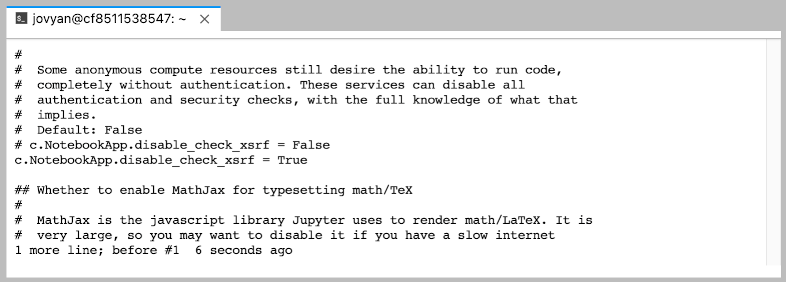 jovyan@cf8511538547: ~
#
#  Some anonymous compute resources still desire the ability to run code,
#  completely without authentication. These services can disable all
#  authentication and security checks, with the full knowledge of what that
#  implies.
#  Default: False
# c.NotebookApp.disable_check_xsrf = False
c.NotebookApp.disable_check_xsrf = True

## Whether to enable MathJax for typesetting math/TeX
#
#  MathJax is the javascript library Jupyter uses to render math/LaTeX. It is
#  very large, so you may want to disable it if you have a slow internet
1 more line; before #1  6 seconds ago